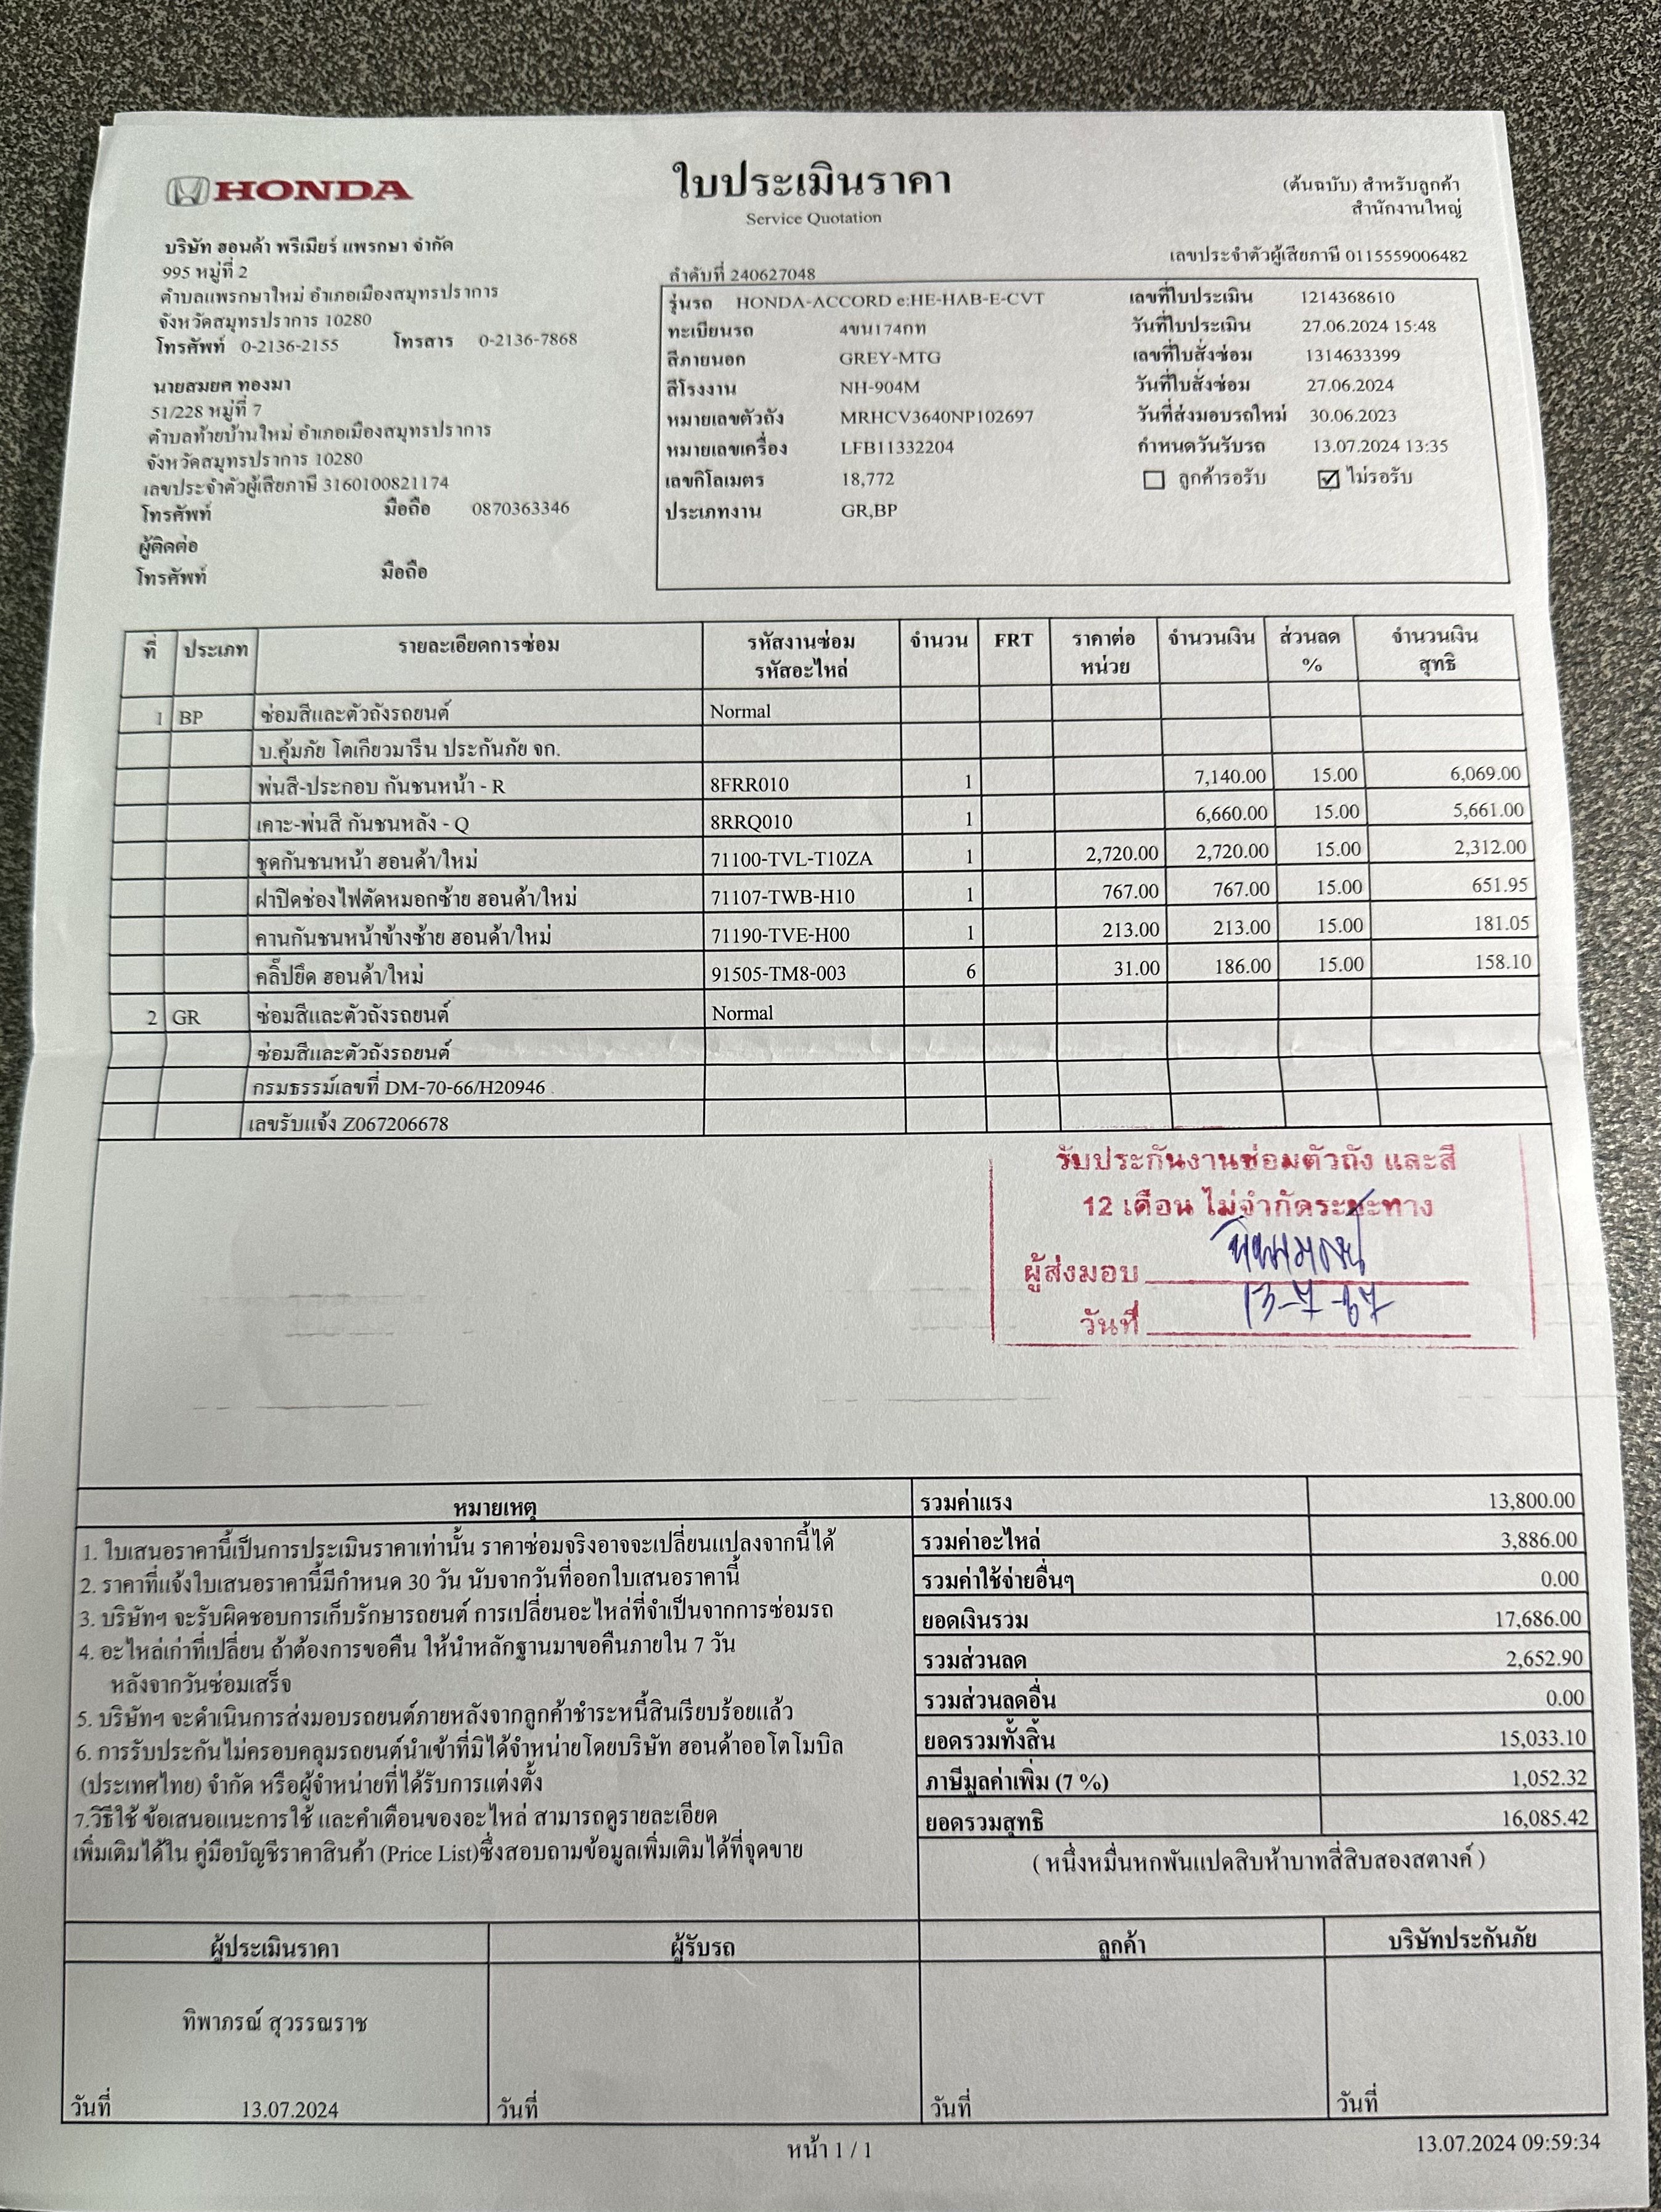 HONDA
ใบประเมินราคา
Service Quotation
(ต้นฉบับ) สำหรับลูกค้า
สำนักงานใหญ่
เลขประจำตัวผู้เสียภาษี 0115559006482
บริษัท ฮอนด้า พรีเมียร์ แพรกษา จำกัด
995 หมู่ที่ 2
ตำบลแพรกษาใหม่ อำเภอเมืองสมุทรปราการ
จังหวัดสมุทรปราการ 10280
โทรศัพท์ 0-2136-2155 โทรสาร 0-2136-7868
นายสมยศ ทองมา
51/228 หมู่ที่ 7
ตำบลท้ายบ้านใหม่ อำเภอเมืองสมุทรปราการ
จังหวัดสมุทรปราการ 10280
เลขประจำตัวผู้เสียภาษี 3160100821174
โทรศัพท์ มือถือ 0870363346
ผู้ติดต่อ
โทรศัพท์ มือถือ
ลำดับที่ 240627048
รุ่นรถ HONDA-ACCORD e:HE-HAB-E-CVT เลขที่ใบประเมิน 1214368610
ทะเบียนรถ 4ขน174กท วันที่ใบประเมิน 27.06.2024 15:48
สีภายนอก GREY-MTG เลขที่ใบสั่งซ่อม 1314633399
สีโรงงาน NH-904M วันที่ใบสั่งซ่อม 27.06.2024
หมายเลขตัวถัง MRHCV3640NP102697 วันที่ส่งมอบรถใหม่ 30.06.2023
หมายเลขเครื่อง LFB11332204 กำหนดวันรับรถ 13.07.2024 13:35
เลขกิโลเมตร 18,772 ลูกค้ารอรับ ไม่รอรับ
ประเภทงาน GR,BP
ที่ ประเภท รายละเอียดการซ่อม รหัสงานซ่อม จำนวน FRT ราคาต่อ จำนวนเงิน ส่วนลด จำนวนเงิน
รหัสอะไหล่ หน่วย % สุทธิ
1 BP ซ่อมสีและตัวถังรถยนต์ Normal
บ.คุ้มภัย โตเกียวมารีน ประกันภัย จก.
พ่นสี-ประกอบ กันชนหน้า - R 8FRR010 1 7,140.00 15.00 6,069.00
เคาะ-พ่นสี กันชนหลัง - Q 8RRQ010 1 6,660.00 15.00 5,661.00
ชุดกันชนหน้า ฮอนด้า/ใหม่ 71100-TVL-T10ZA 1 2,720.00 2,720.00 15.00 2,312.00
ฝาปิดช่องไฟตัดหมอกซ้าย ฮอนด้า/ใหม่ 71107-TWB-H10 1 767.00 767.00 15.00 651.95
คานกันชนหน้าข้างซ้าย ฮอนด้า/ใหม่ 71190-TVE-H00 1 213.00 213.00 15.00 181.05
คลิ๊ปยึด ฮอนด้า/ใหม่ 91505-TM8-003 6 31.00 186.00 15.00 158.10
2 GR ซ่อมสีและตัวถังรถยนต์ Normal
ซ่อมสีและตัวถังรถยนต์
กรมธรรม์เลขที่ DM-70-66/H20946
เลขรับแจ้ง Z067206678
รับประกันงานซ่อมตัวถัง และสี
12 เดือน ไม่จำกัดระยะทาง
ผู้ส่งมอบ
วันที่ 13-7-67
หมายเหตุ
1. ใบเสนอราคานี้เป็นการประเมินราคาเท่านั้น ราคาซ่อมจริงอาจจะเปลี่ยนแปลงจากนี้ได้
2. ราคาที่แจ้งใบเสนอราคานี้มีกำหนด 30 วัน นับจากวันที่ออกใบเสนอราคานี้
3. บริษัทฯ จะรับผิดชอบการเก็บรักษารถยนต์ การเปลี่ยนอะไหล่ที่จำเป็นจากการซ่อมรถ
4. อะไหล่เก่าที่เปลี่ยน ถ้าต้องการขอคืน ให้นำหลักฐานมาขอคืนภายใน 7 วัน
หลังจากวันซ่อมเสร็จ
5. บริษัทฯ จะดำเนินการส่งมอบรถยนต์ภายหลังจากลูกค้าชำระหนี้สินเรียบร้อยแล้ว
6. การรับประกันไม่ครอบคลุมรถยนต์นำเข้าที่มิได้จำหน่ายโดยบริษัท ฮอนด้าออโตโมบิล
(ประเทศไทย) จำกัด หรือผู้จำหน่ายที่ได้รับการแต่งตั้ง
7.วิธีใช้ ข้อเสนอแนะการใช้ และคำเตือนของอะไหล่ สามารถดูรายละเอียด
เพิ่มเติมได้ใน คู่มือบัญชีราคาสินค้า (Price List)ซึ่งสอบถามข้อมูลเพิ่มเติมได้ที่จุดขาย
รวมค่าแรง 13,800.00
รวมค่าอะไหล่ 3,886.00
รวมค่าใช้จ่ายอื่นๆ 0.00
ยอดเงินรวม 17,686.00
รวมส่วนลด 2,652.90
รวมส่วนลดอื่น 0.00
ยอดรวมทั้งสิ้น 15,033.10
ภาษีมูลค่าเพิ่ม (7 %) 1,052.32
ยอดรวมสุทธิ 16,085.42
( หนึ่งหมื่นหกพันแปดสิบห้าบาทสี่สิบสองสตางค์ )
ผู้ประเมินราคา ผู้รับรถ ลูกค้า บริษัทประกันภัย
ทิพาภรณ์ สุวรรณราช
วันที่ 13.07.2024 วันที่ วันที่ วันที่
หน้า 1 / 1
13.07.2024 09:59:34